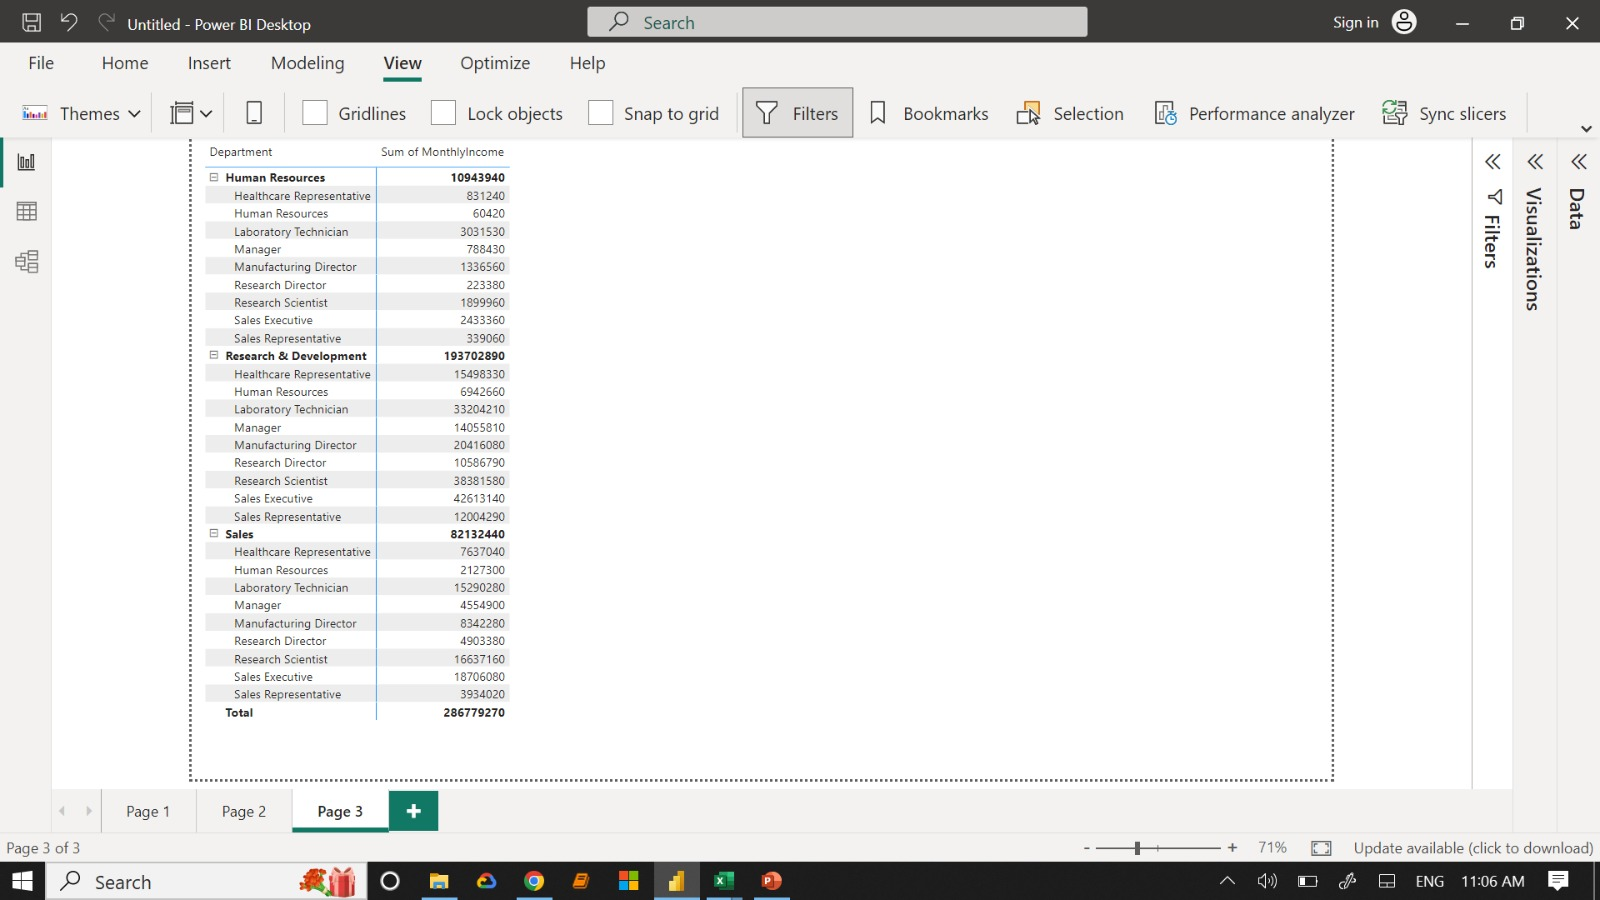 Untitled - Power BI Desktop
Search
Sign in
File
Home
Insert
Modeling
View
Optimize
Help
Themes
Gridlines
Lock objects
Snap to grid
Filters
Bookmarks
Selection
Performance analyzer
Sync slicers
Department Sum of MonthlyIncome
Human Resources 10943940
Healthcare Representative 831240
Human Resources 60420
Laboratory Technician 3031530
Manager 788430
Manufacturing Director 1336560
Research Director 223380
Research Scientist 1899960
Sales Executive 2433360
Sales Representative 339060
Research & Development 193702890
Healthcare Representative 15498330
Human Resources 6942660
Laboratory Technician 33204210
Manager 14055810
Manufacturing Director 20416080
Research Director 10586790
Research Scientist 38381580
Sales Executive 42613140
Sales Representative 12004290
Sales 82132440
Healthcare Representative 7637040
Human Resources 2127300
Laboratory Technician 15290280
Manager 4554900
Manufacturing Director 8342280
Research Director 4903380
Research Scientist 16637160
Sales Executive 18706080
Sales Representative 3934020
Total 286779270
Filters
Visualizations
Data
Page 1
Page 2
Page 3
+
Page 3 of 3
- + 71%
Update available (click to download)
Search
ENG
11:06 AM